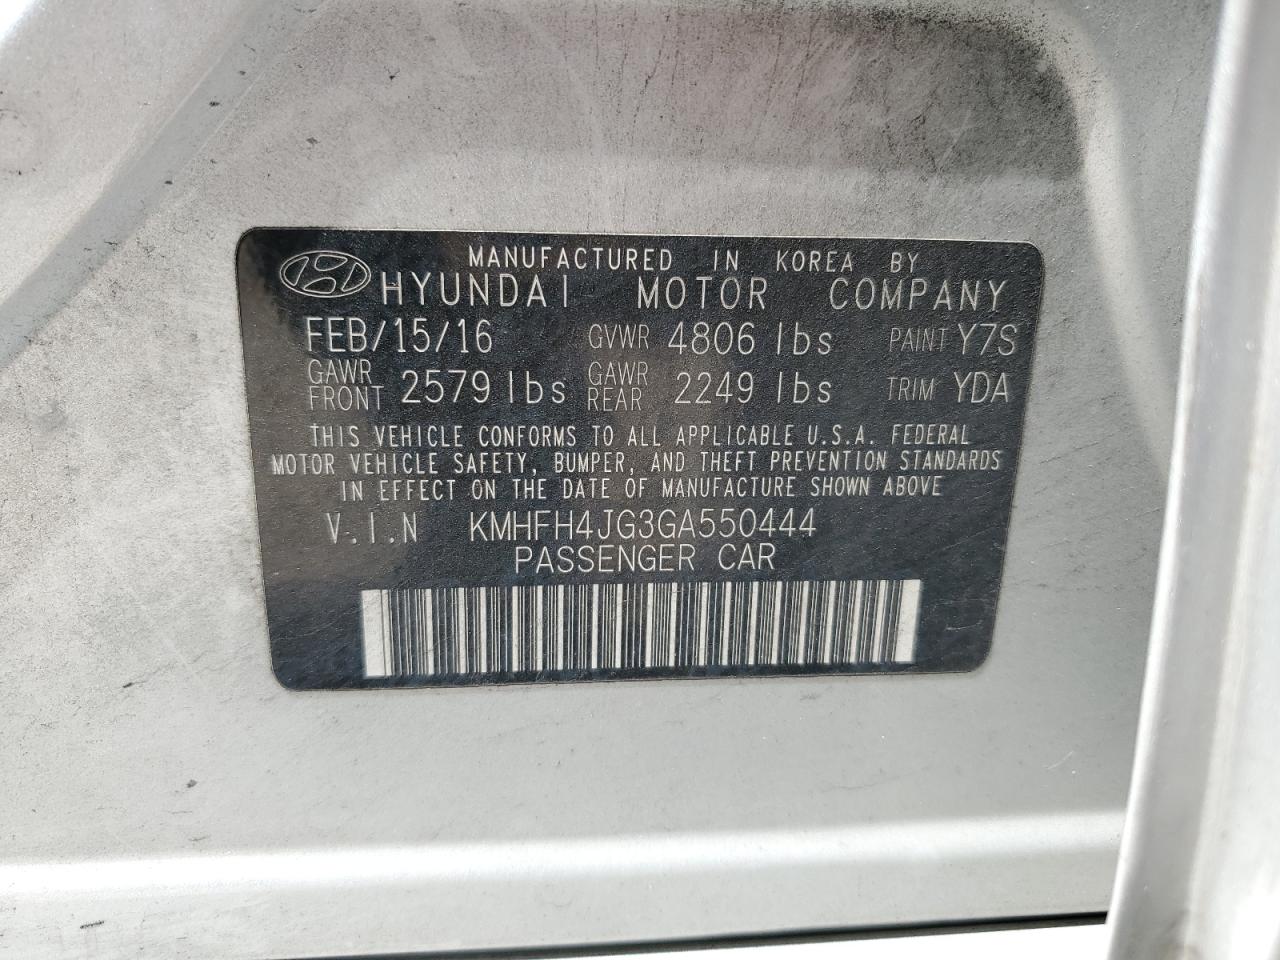 MANUFACTURED IN KOREA BY
HYUNDAI MOTOR COMPANY
FEB/15/16 GVWR 4806 lbs PAINT Y7S
GAWR FRONT 2579 lbs GAWR REAR 2249 lbs TRIM YDA
THIS VEHICLE CONFORMS TO ALL APPLICABLE U.S.A. FEDERAL
MOTOR VEHICLE SAFETY, BUMPER, AND THEFT PREVENTION STANDARDS
IN EFFECT ON THE DATE OF MANUFACTURE SHOWN ABOVE
V.I.N KMHFH4JG3GA550444
PASSENGER CAR